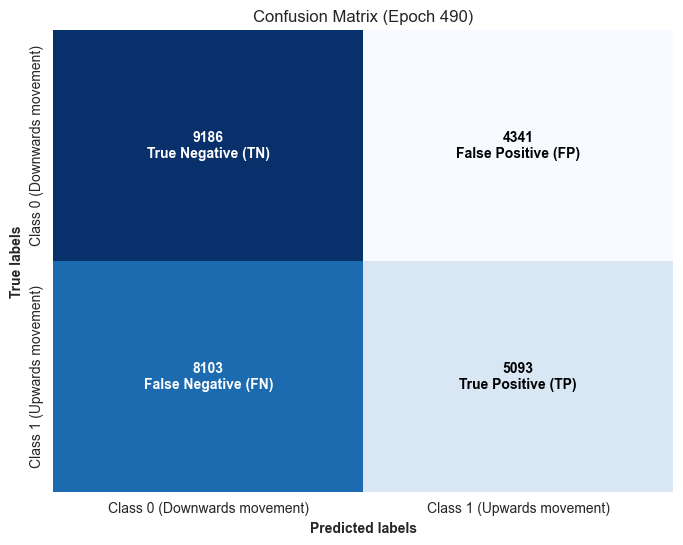 Confusion Matrix (Epoch 490)
True labels
Class 0 (Downwards movement)
9186
True Negative (TN)
4341
False Positive (FP)
Class 1 (Upwards movement)
8103
False Negative (FN)
5093
True Positive (TP)
Class 0 (Downwards movement)
Class 1 (Upwards movement)
Predicted labels